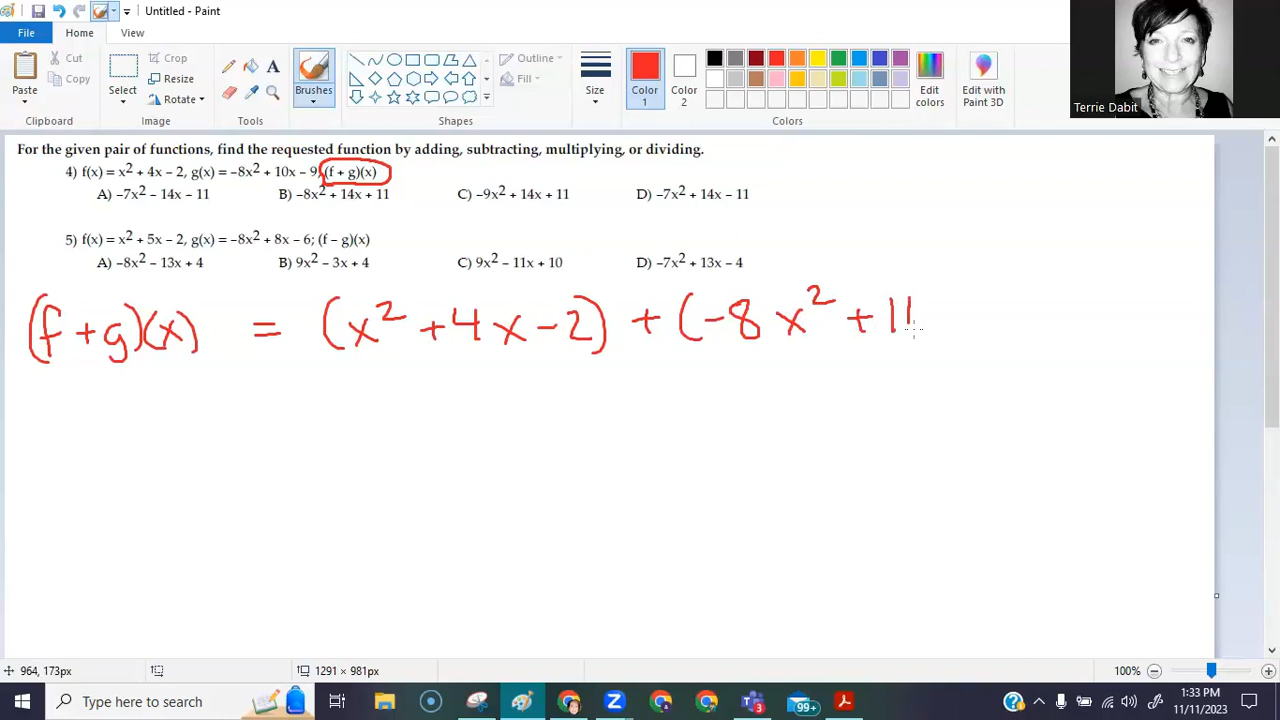 Untitled - Paint
File Home View
Paste Cut Copy Select Crop Resize Rotate Brushes Outline Fill Size Color 1 Color 2 Edit colors Edit with Paint 3D
Clipboard Image Tools Shapes Colors
Terrie Dabit
For the given pair of functions, find the requested function by adding, subtracting, multiplying, or dividing.
4) f(x) = x² + 4x − 2, g(x) = −8x² + 10x − 9; (f + g)(x)
A) −7x² − 14x − 11 B) −8x² + 14x + 11 C) −9x² + 14x + 11 D) −7x² + 14x − 11
5) f(x) = x² + 5x − 2, g(x) = −8x² + 8x − 6; (f − g)(x)
A) −8x² − 13x + 4 B) 9x² − 3x + 4 C) 9x² − 11x + 10 D) −7x² + 13x − 4
(f + g)(x) = (x² + 4x − 2) + (−8x² + 1
964, 173px 1291 × 981px 100%
Type here to search 3 99+ 1:33 PM
11/11/2023